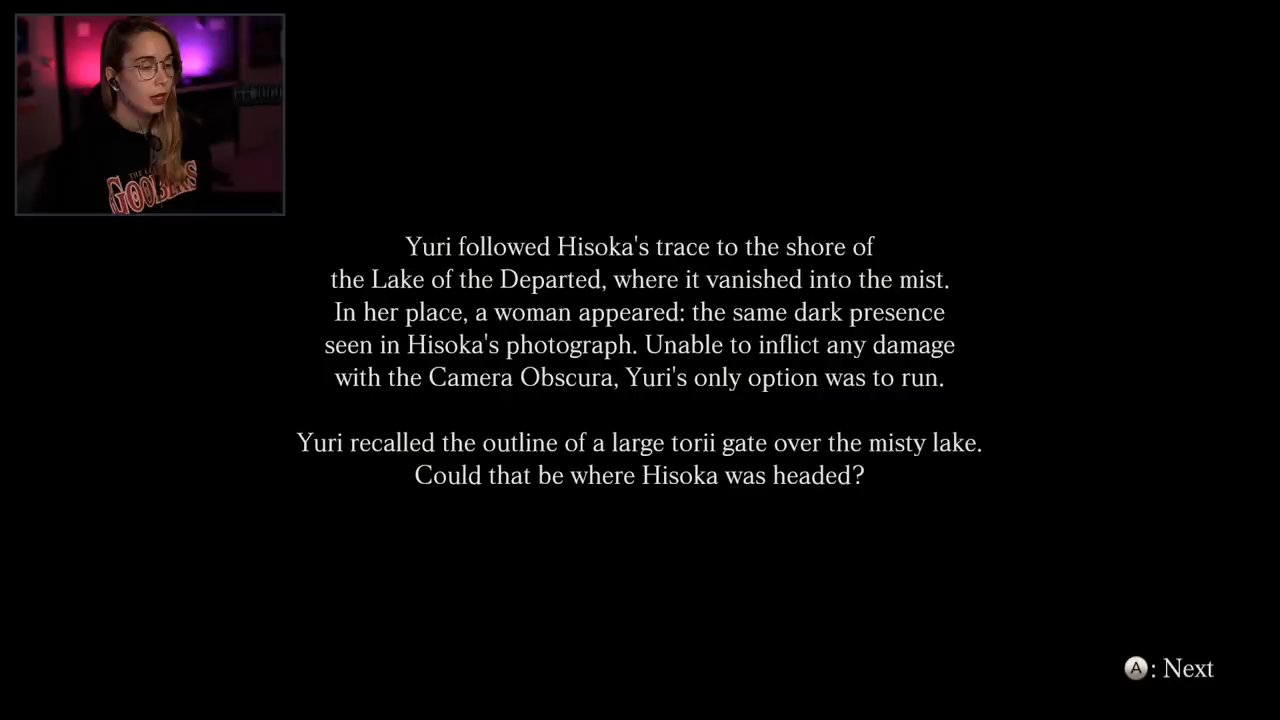 GOOBERS
Yuri followed Hisoka's trace to the shore of
the Lake of the Departed, where it vanished into the mist.
In her place, a woman appeared: the same dark presence
seen in Hisoka's photograph. Unable to inflict any damage
with the Camera Obscura, Yuri's only option was to run.
Yuri recalled the outline of a large torii gate over the misty lake.
Could that be where Hisoka was headed?
A: Next